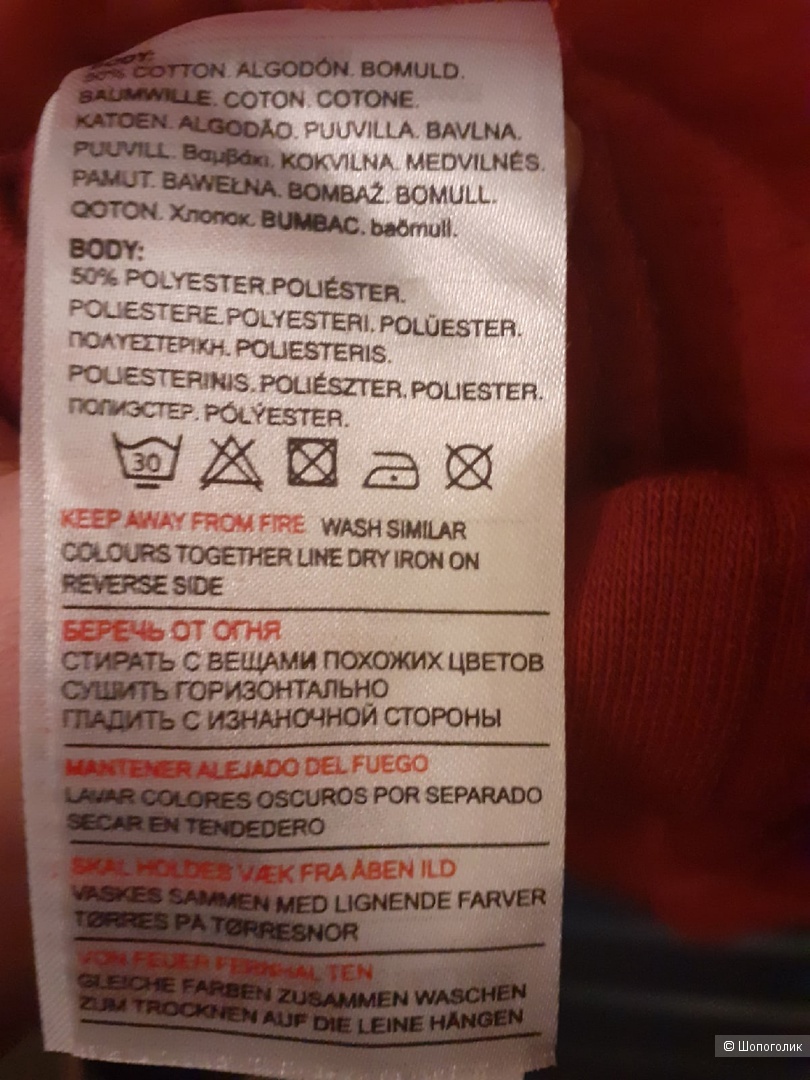 BODY:
50% COTTON. ALGODÓN. BOMULD.
BAUMWILLE. COTON. COTONE.
KATOEN. ALGODÃO. PUUVILLA. BAVLNA.
PUUVILL. Βαμβάκι. KOKVILNA. MEDVILNĖS.
PAMUT. BAWEŁNA. BOMBAŽ. BOMULL.
QOTON. Хлопок. BUMBAC. baðmull.
BODY:
50% POLYESTER.POLIÉSTER.
POLIESTERE.POLYESTERI. POLÜESTER.
ΠΟΛΥΕΣΤΕΡΙΚΗ. POLIESTERIS.
POLIESTERINIS. POLIÉSZTER. POLIESTER.
ПОЛИЭСТЕР. PÓLÝESTER.
30
KEEP AWAY FROM FIRE WASH SIMILAR
COLOURS TOGETHER LINE DRY IRON ON
REVERSE SIDE
БЕРЕЧЬ ОТ ОГНЯ
СТИРАТЬ С ВЕЩАМИ ПОХОЖИХ ЦВЕТОВ
СУШИТЬ ГОРИЗОНТАЛЬНО
ГЛАДИТЬ С ИЗНАНОЧНОЙ СТОРОНЫ
MANTENER ALEJADO DEL FUEGO
LAVAR COLORES OSCUROS POR SEPARADO
SECAR EN TENDEDERO
SKAL HOLDES VÆK FRA ÅBEN ILD
VASKES SAMMEN MED LIGNENDE FARVER
TØRRES PÅ TØRRESNOR
VON FEUER FERNHALTEN
GLEICHE FARBEN ZUSAMMEN WASCHEN
ZUM TROCKNEN AUF DIE LEINE HÄNGEN
© Шопоголик